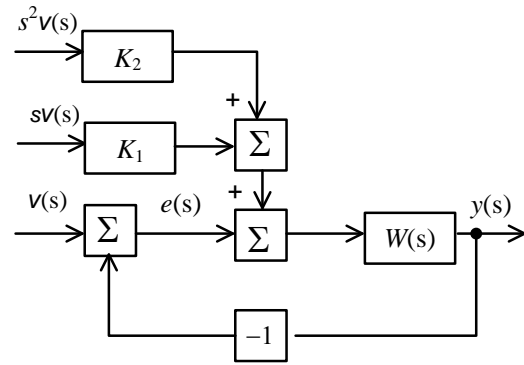 s²v(s)
K₂
+
sv(s)
K₁
Σ
+
v(s)
e(s)
y(s)
Σ
Σ
W(s)
−1